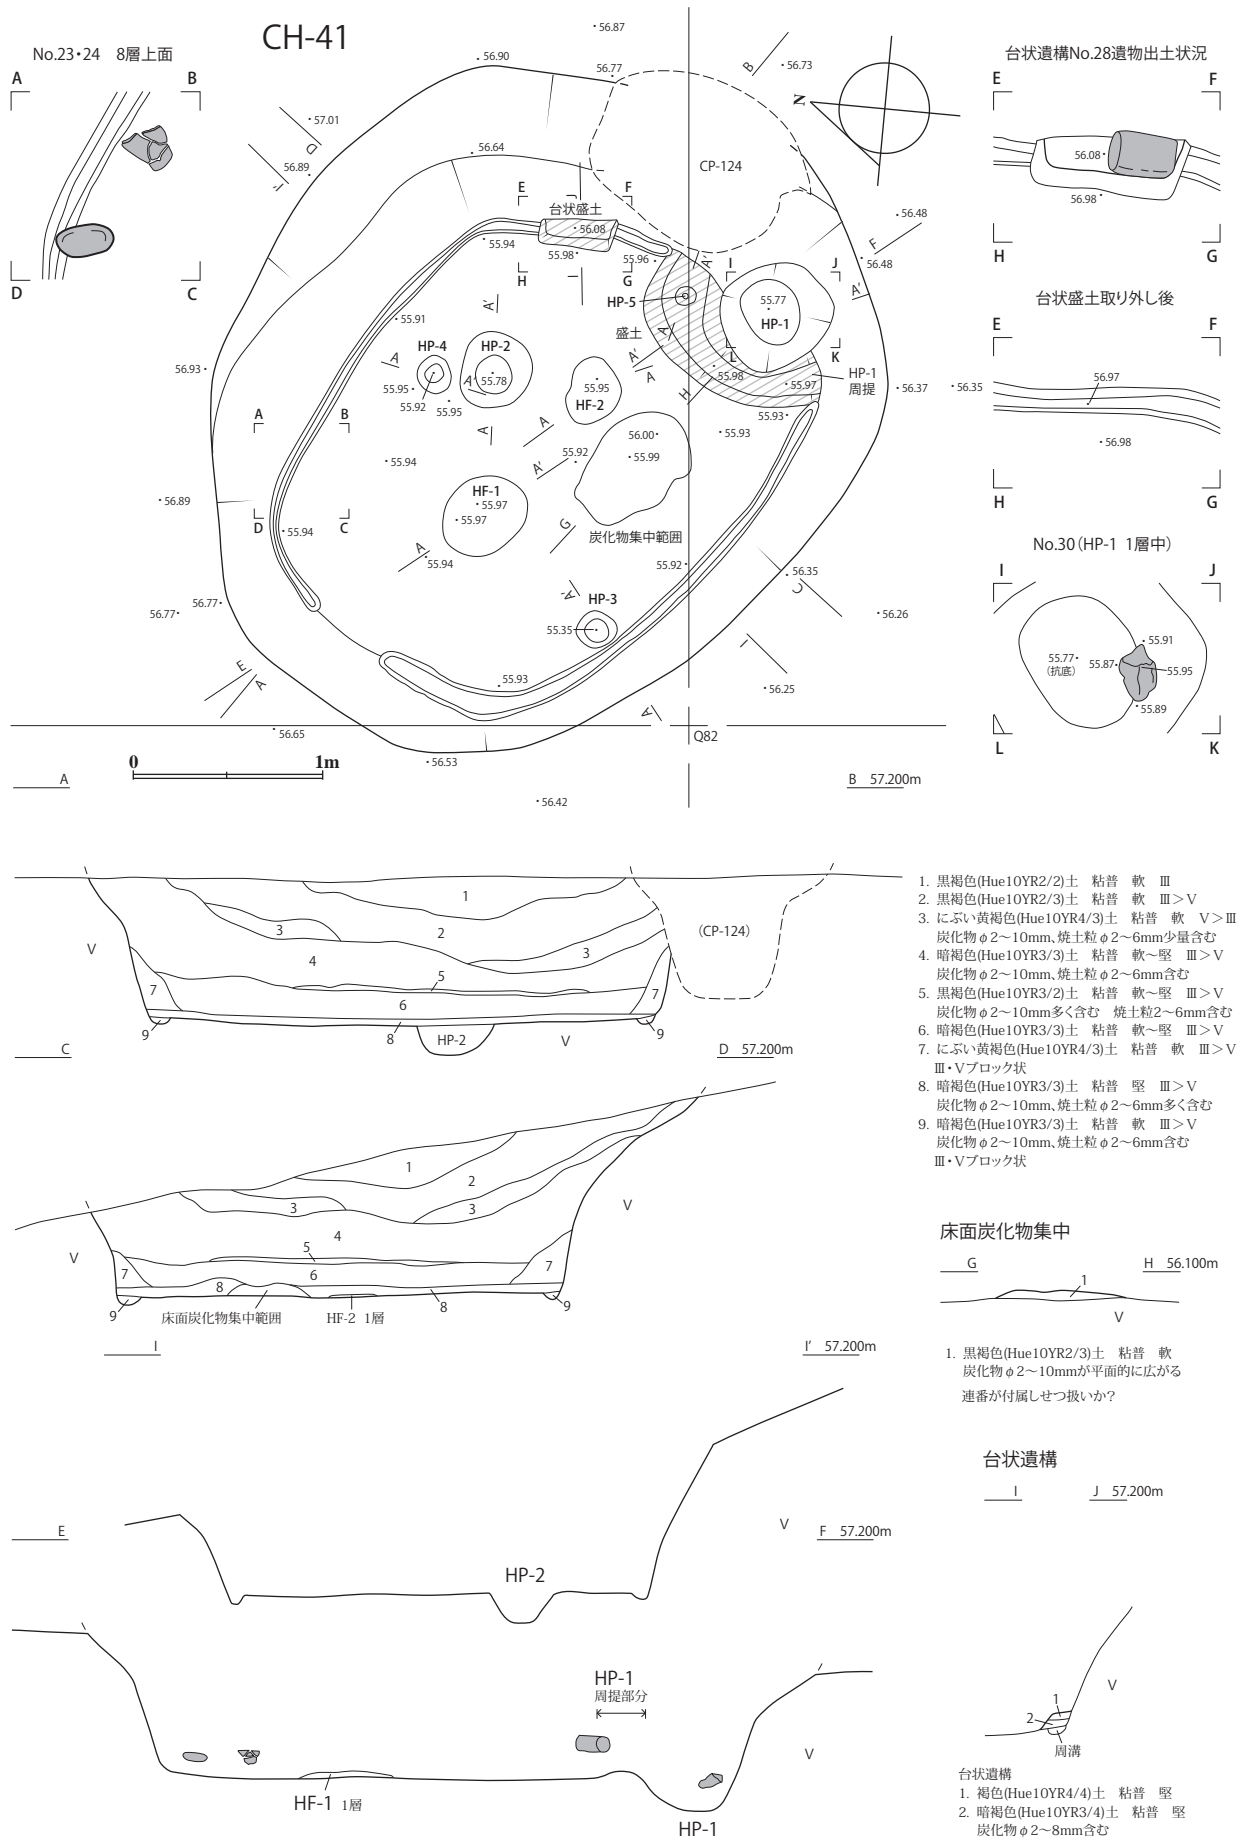 CH-41
No.23・24　8層上面
A
B
D
C
56.87
56.90
56.77
56.73
B
57.01
D
56.89
I'
56.64
N
CP-124
E
F
台状盛土
56.08
56.48
F
56.48
55.94
55.98
55.96
H
G
I
A'
I
J
A'
HP-5
55.77
HP-1
盛土
A
L
K
A'
A
55.91
HP-4
HP-2
A
A'
55.78
55.95
55.92
55.95
A
55.95
HF-2
H
55.98
55.97
HP-1
周提
56.37
56.35
56.93
A
B
56.00
55.99
55.93
55.93
A
A'
55.92
55.94
HF-1
55.97
55.97
56.89
D
C
55.94
G
炭化物集中範囲
A
55.94
55.92
56.35
C
HP-3
A'
55.35
56.77
56.77
56.26
I
E
A
55.93
56.25
A
56.65
Q82
56.53
56.42
0
1m
A
B　57.200m
台状遺構No.28遺物出土状況
E
F
56.08
56.98
H
G
台状盛土取り外し後
E
F
56.97
56.98
H
G
No.30（HP-1　1層中）
I
J
55.91
55.77
(抗底)
55.87
55.95
55.89
L
K
1
2
3
3
4
5
6
7
7
8
9
9
V
V
(CP-124)
HP-2
C
D　57.200m
1. 黒褐色(Hue10YR2/2)土　粘普　軟　Ⅲ
2. 黒褐色(Hue10YR2/3)土　粘普　軟　Ⅲ＞V
3. にぶい黄褐色(Hue10YR4/3)土　粘普　軟　V＞Ⅲ
炭化物φ2～10mm、焼土粒φ2～6mm少量含む
4. 暗褐色(Hue10YR3/3)土　粘普　軟～堅　Ⅲ＞V
炭化物φ2～10mm、焼土粒φ2～6mm含む
5. 黒褐色(Hue10YR3/2)土　粘普　軟～堅　Ⅲ＞V
炭化物φ2～10mm多く含む　焼土粒2～6mm含む
6. 暗褐色(Hue10YR3/3)土　粘普　軟～堅　Ⅲ＞V
7. にぶい黄褐色(Hue10YR4/3)土　粘普　軟　Ⅲ＞V
Ⅲ・Vブロック状
8. 暗褐色(Hue10YR3/3)土　粘普　堅　Ⅲ＞V
炭化物φ2～10mm、焼土粒φ2～6mm多く含む
9. 暗褐色(Hue10YR3/3)土　粘普　軟　Ⅲ＞V
炭化物φ2～10mm、焼土粒φ2～6mm含む
Ⅲ・Vブロック状
1
2
3
3
4
5
6
7
7
8
8
9
9
V
V
床面炭化物集中範囲
HF-2　1層
I
I'　57.200m
床面炭化物集中
G
H　56.100m
1
V
1. 黒褐色(Hue10YR2/3)土　粘普　軟
炭化物φ2～10mmが平面的に広がる
連番が付属しせつ扱いか？
V
E
F　57.200m
HP-2
HP-1
周提部分
V
HF-1　1層
HP-1
台状遺構
I
J　57.200m
1
2
V
周溝
台状遺構
1. 褐色(Hue10YR4/4)土　粘普　堅
2. 暗褐色(Hue10YR3/4)土　粘普　堅
炭化物φ2～8mm含む